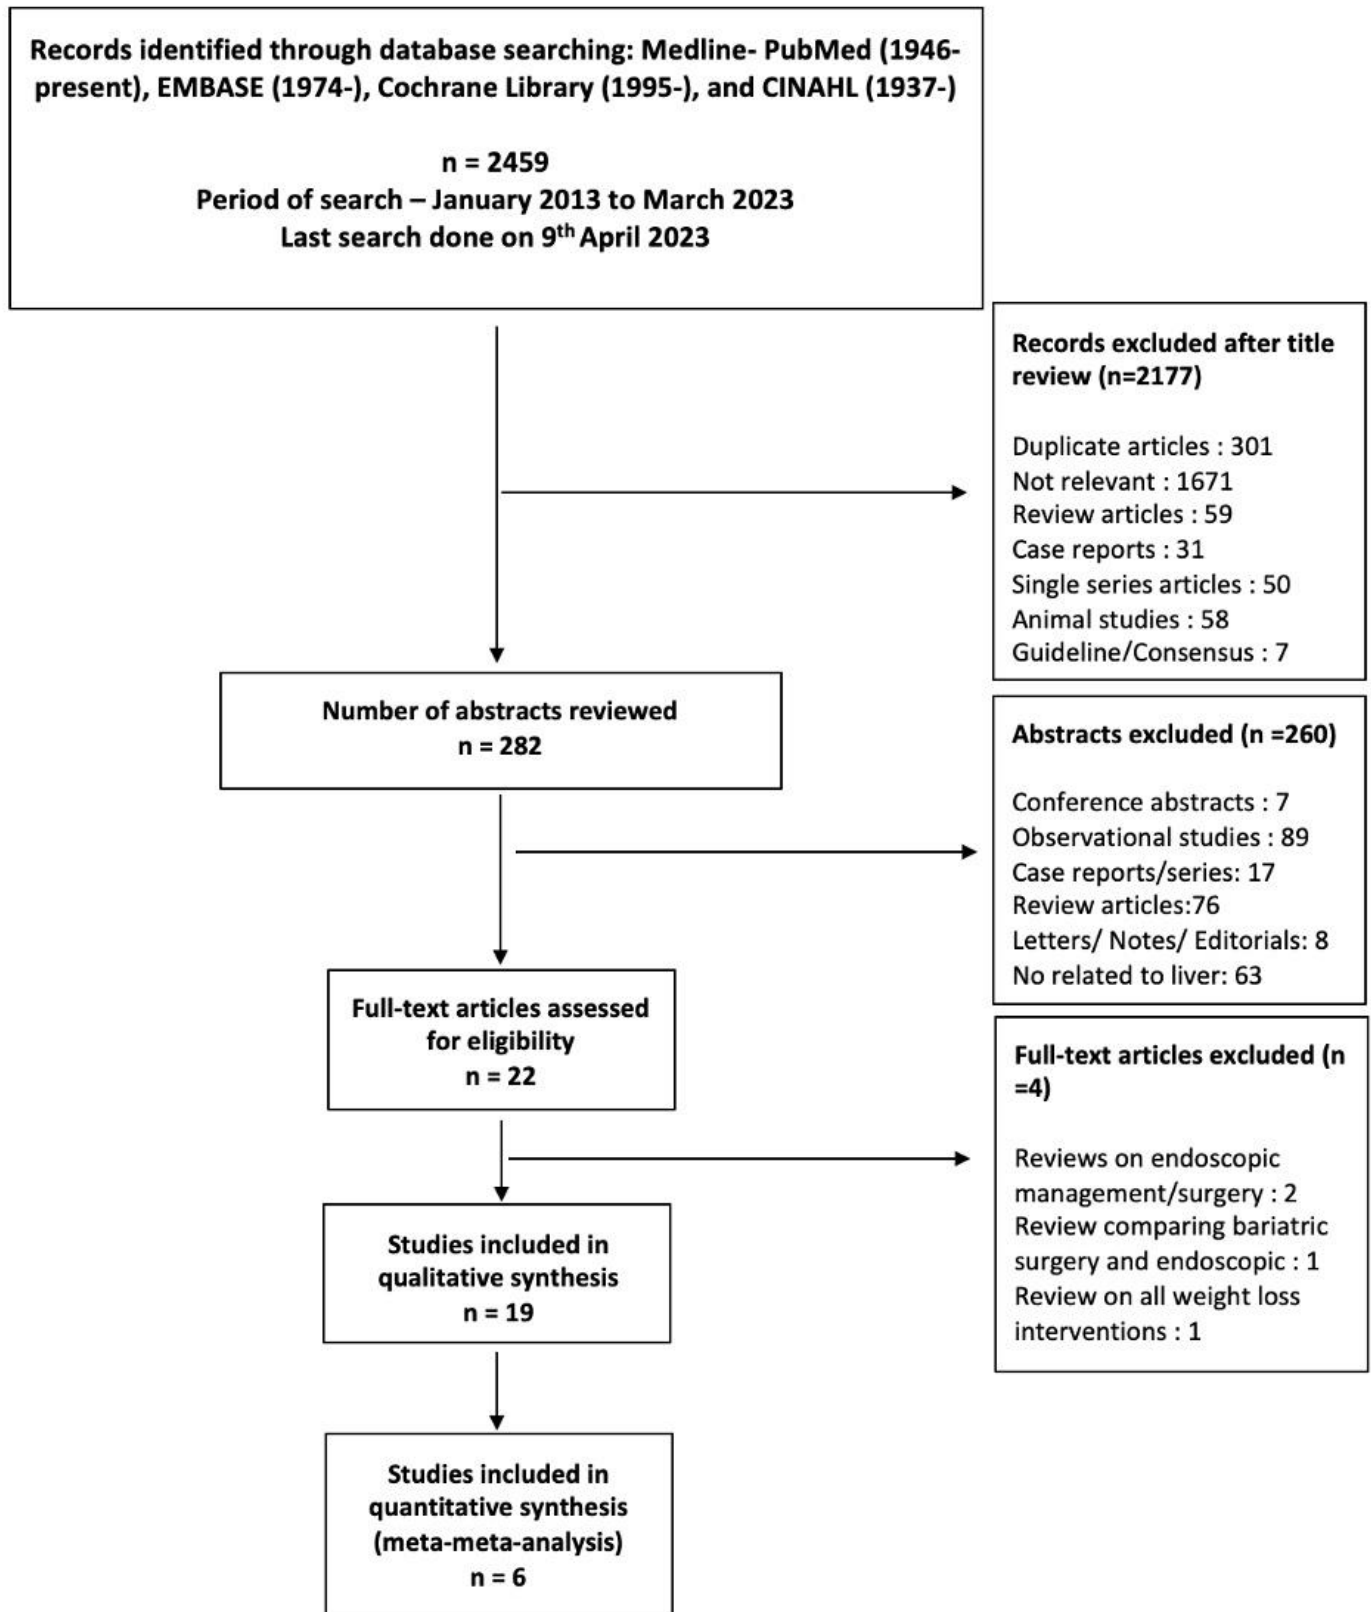 Records identified through database searching: Medline- PubMed (1946-
present), EMBASE (1974-), Cochrane Library (1995-), and CINAHL (1937-)
n = 2459
Period of search – January 2013 to March 2023
Last search done on 9th April 2023
Records excluded after title
review (n=2177)
Duplicate articles : 301
Not relevant : 1671
Review articles : 59
Case reports : 31
Single series articles : 50
Animal studies : 58
Guideline/Consensus : 7
Number of abstracts reviewed
n = 282
Abstracts excluded (n =260)
Conference abstracts : 7
Observational studies : 89
Case reports/series: 17
Review articles:76
Letters/ Notes/ Editorials: 8
No related to liver: 63
Full-text articles assessed
for eligibility
n = 22
Full-text articles excluded (n
=4)
Reviews on endoscopic
management/surgery : 2
Review comparing bariatric
surgery and endoscopic : 1
Review on all weight loss
interventions : 1
Studies included in
qualitative synthesis
n = 19
Studies included in
quantitative synthesis
(meta-meta-analysis)
n = 6